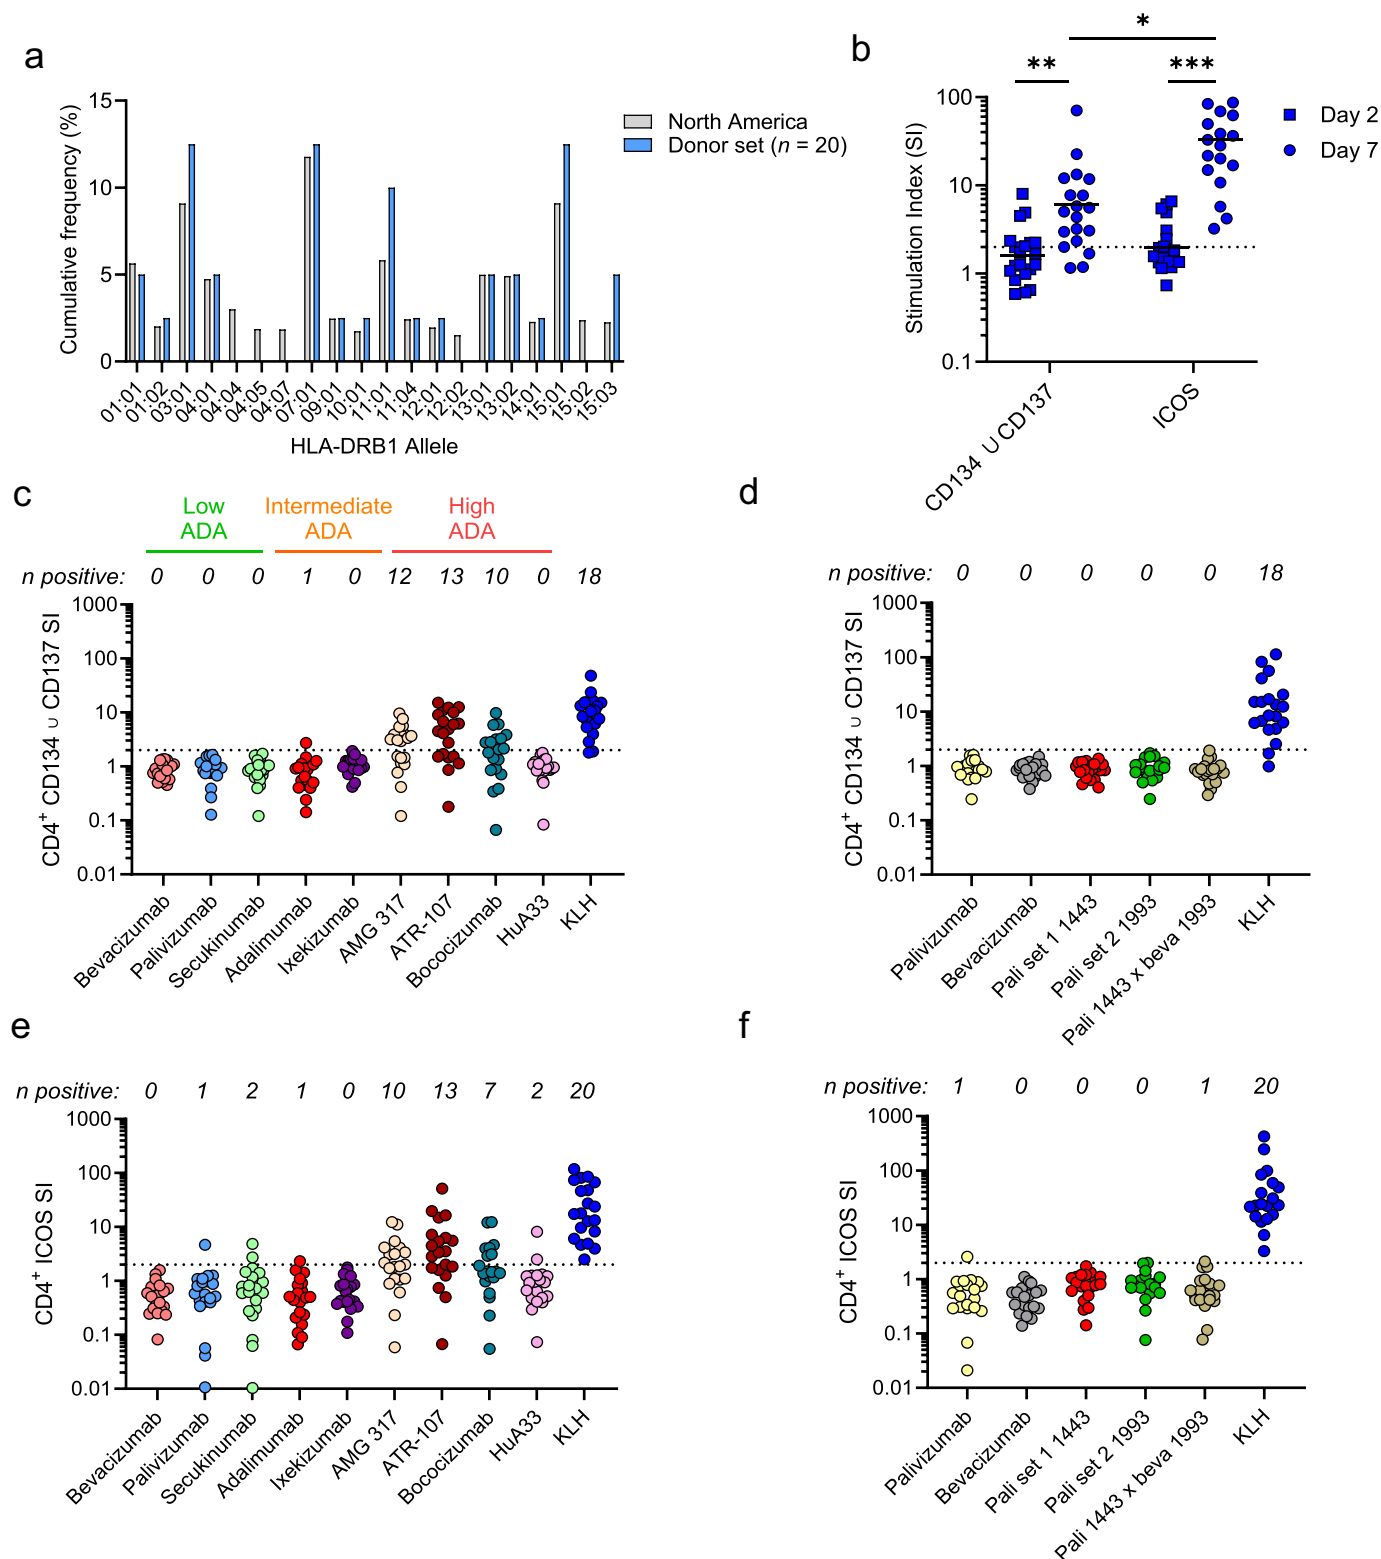 a
15
10
5
0
Cumulative frequency (%)
North America
Donor set (n = 20)
01:01
01:02
03:01
04:01
04:04
04:05
04:07
07:01
09:01
10:01
11:01
11:04
12:01
12:02
13:01
13:02
14:01
15:01
15:02
15:03
HLA-DRB1 Allele
b
*
** ***
100
10
1
0.1
Stimulation Index (SI)
Day 2
Day 7
CD134 ∪ CD137
ICOS
c
Low
ADA
Intermediate
ADA
High
ADA
n positive: 0 0 0 1 0 12 13 10 0 18
1000
100
10
1
0.1
0.01
CD4+ CD134 ∪ CD137 SI
Bevacizumab
Palivizumab
Secukinumab
Adalimumab
Ixekizumab
AMG 317
ATR-107
Bococizumab
HuA33
KLH
d
n positive: 0 0 0 0 0 18
1000
100
10
1
0.1
0.01
CD4+ CD134 ∪ CD137 SI
Palivizumab
Bevacizumab
Pali set 1 1443
Pali set 2 1993
Pali 1443 x beva 1993
KLH
e
n positive: 0 1 2 1 0 10 13 7 2 20
1000
100
10
1
0.1
0.01
CD4+ ICOS SI
Bevacizumab
Palivizumab
Secukinumab
Adalimumab
Ixekizumab
AMG 317
ATR-107
Bococizumab
HuA33
KLH
f
n positive: 1 0 0 0 1 20
1000
100
10
1
0.1
0.01
CD4+ ICOS SI
Palivizumab
Bevacizumab
Pali set 1 1443
Pali set 2 1993
Pali 1443 x beva 1993
KLH